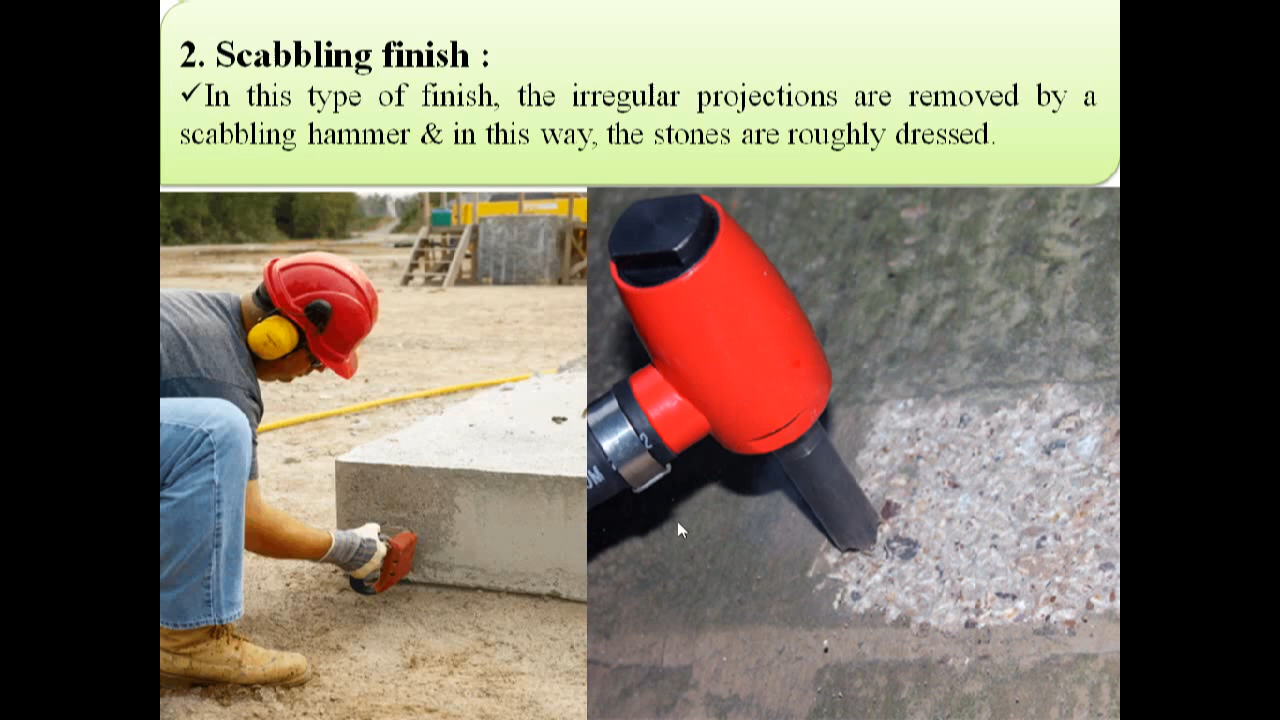 2. Scabbling finish :
✓In this type of finish, the irregular projections are removed by a
scabbling hammer & in this way, the stones are roughly dressed.
2